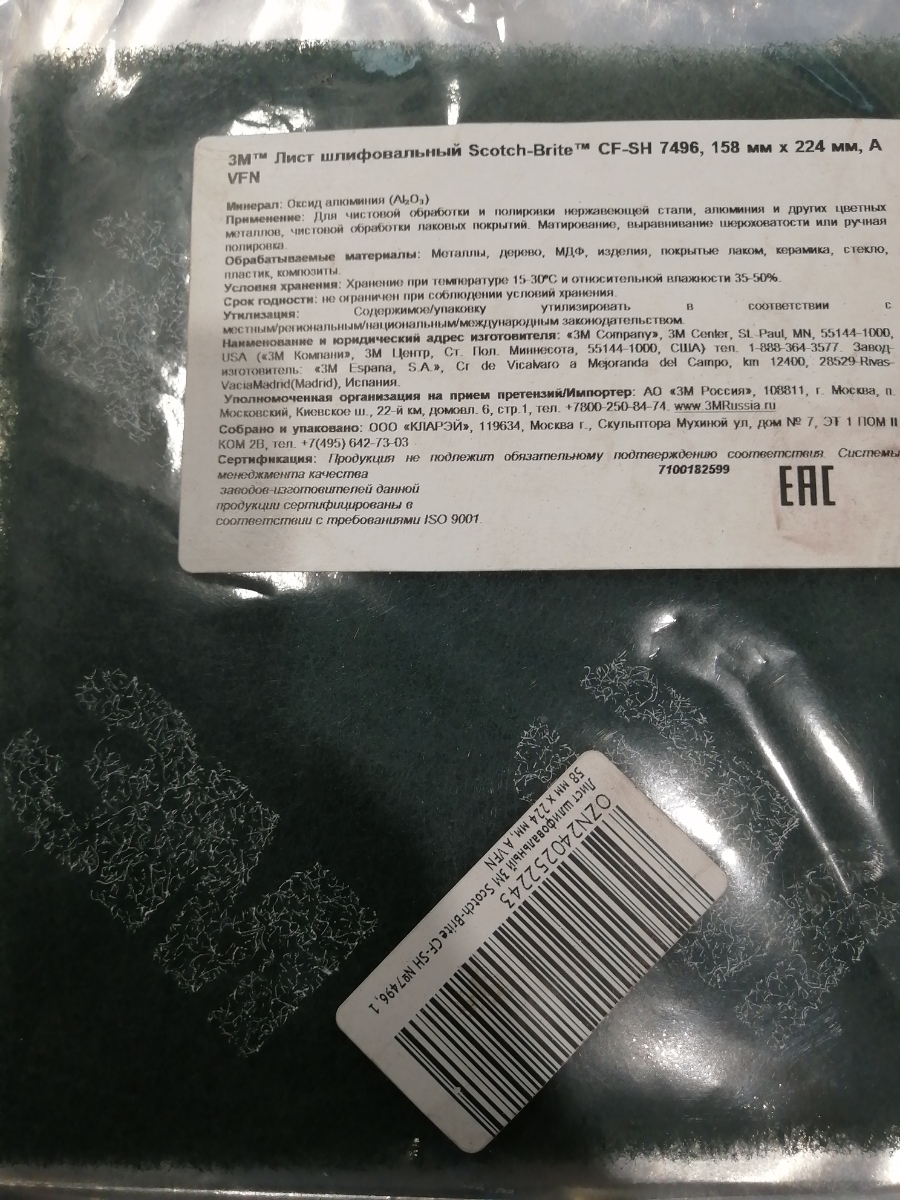 3M™ Лист шлифовальный Scotch-Brite™ CF-SH 7496, 158 мм x 224 мм, A
VFN
Минерал: Оксид алюминия (Al₂O₃)
Применение: Для чистовой обработки и полировки нержавеющей стали, алюминия и других цветных
металлов, чистовой обработки лаковых покрытий. Матирование, выравнивание шероховатости или ручная
полировка.
Обрабатываемые материалы: Металлы, дерево, МДФ, изделия, покрытые лаком, керамика, стекло,
пластик, композиты.
Условия хранения: Хранение при температуре 15-30°C и относительной влажности 35-50%.
Срок годности: не ограничен при соблюдении условий хранения.
Утилизация: Содержимое/упаковку утилизировать в соответствии с
местным/региональным/национальным/международным законодательством.
Наименование и юридический адрес изготовителя: «3M Company», 3M Center, St. Paul, MN, 55144-1000,
USA («3М Компани», 3М Центр, Ст. Пол. Миннесота, 55144-1000, США) тел. 1-888-364-3577. Завод-
изготовитель: «3M Espana, S.A.», Cr de Vicalvaro a Mejoranda del Campo, km 12400, 28529-Rivas-
VaciaMadrid(Madrid), Испания.
Уполномоченная организация на прием претензий/Импортер: АО «3М Россия», 108811, г. Москва, п.
Московский, Киевское ш., 22-й км, домовл. 6, стр.1, тел. +7800-250-84-74. www.3MRussia.ru
Собрано и упаковано: ООО «КЛАРЭЙ», 119634, Москва г., Скульптора Мухиной ул, дом № 7, ЭТ 1 ПОМ II
КОМ 2В, тел. +7(495) 642-73-03
Сертификация: Продукция не подлежит обязательному подтверждению соответствия. Системы
менеджмента качества 7100182599
заводов-изготовителей данной
продукции сертифицированы в
соответствии с требованиями ISO 9001.
EAC
3M
OZN240252243
Лист шлифовальный 3M Scotch-Brite CF-SH №7496, 1
58 мм x 224 мм, A VFN